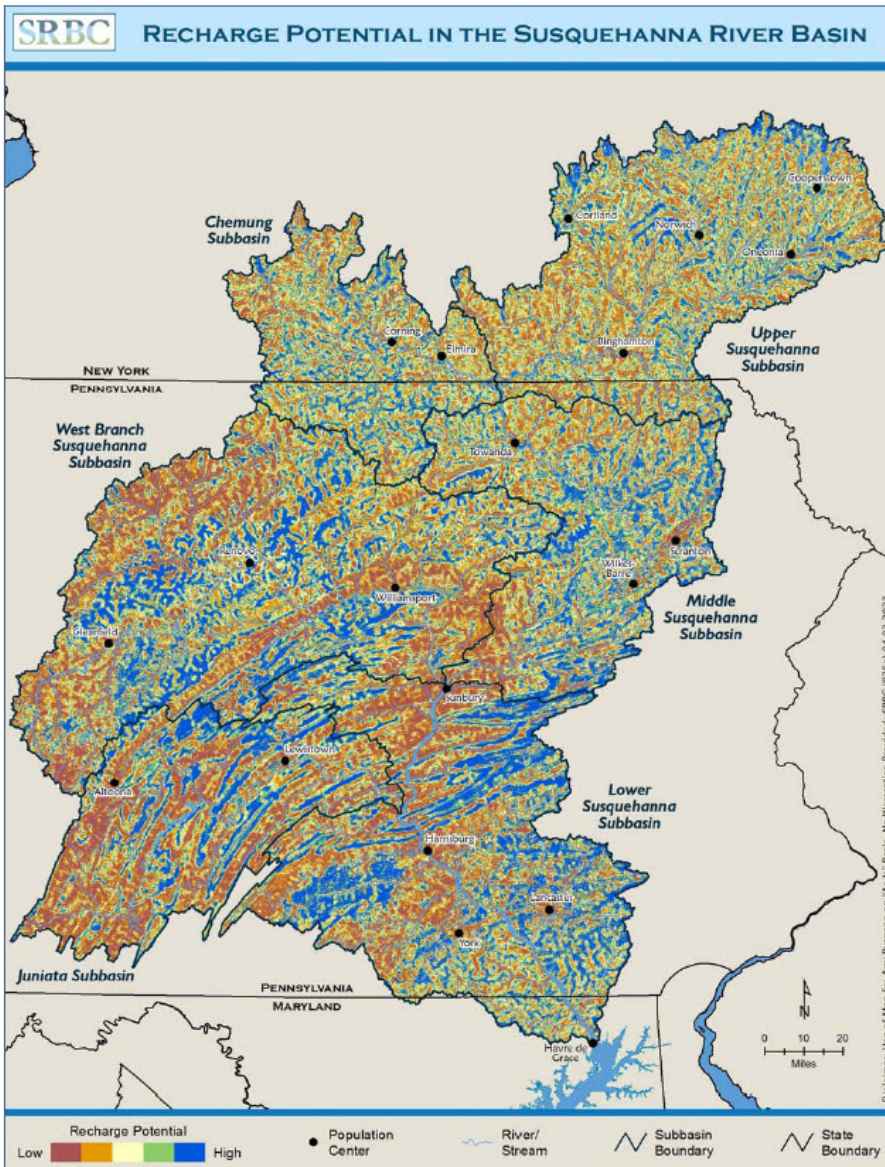 SRBC
RECHARGE POTENTIAL IN THE SUSQUEHANNA RIVER BASIN
Cooperstown
Chemung
Subbasin
Cortland
Norwich
Oneonta
Corning
Elmira
Binghamton
Upper
Susquehanna
Subbasin
NEW YORK
PENNSYLVANIA
West Branch
Susquehanna
Subbasin
Towanda
Renovo
Scranton
Wilkes-
Barre
Williamsport
Middle
Susquehanna
Subbasin
Clearfield
Sunbury
Lewistown
Altoona
Lower
Susquehanna
Subbasin
Harrisburg
Lancaster
York
Juniata Subbasin
PENNSYLVANIA
MARYLAND
Havre de
Grace
N
0 10 20
Miles
Recharge Potential
Low
High
Population
Center
River/
Stream
Subbasin
Boundary
State
Boundary